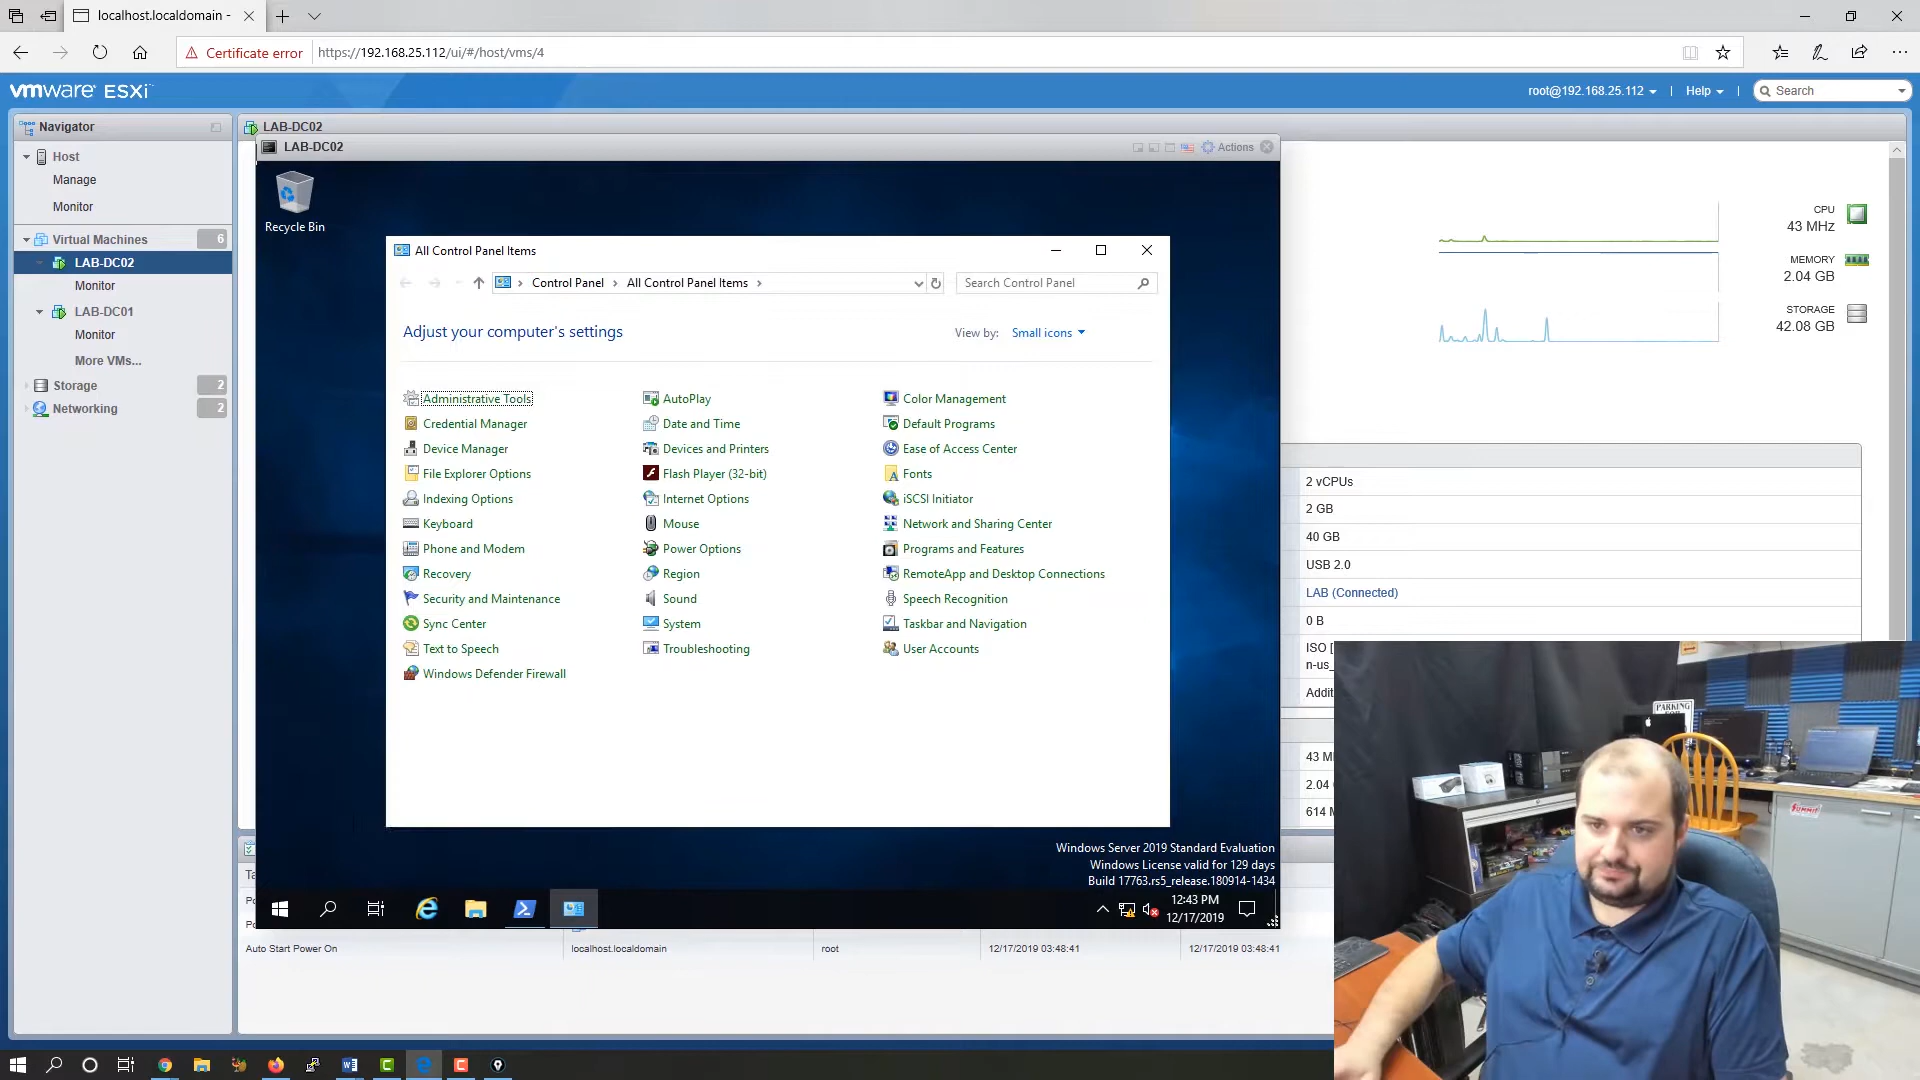 localhost.localdomain -
Certificate error
https://192.168.25.112/ui/#/host/vms/4
vmware ESXi
root@192.168.25.112
Help
Search
Navigator
LAB-DC02
Host
Manage
Monitor
Virtual Machines
6
LAB-DC02
Monitor
LAB-DC01
Monitor
More VMs...
Storage
2
Networking
2
LAB-DC02
Actions
Recycle Bin
All Control Panel Items
Control Panel
All Control Panel Items
Search Control Panel
Adjust your computer's settings
View by:
Small icons
Administrative Tools
AutoPlay
Color Management
Credential Manager
Date and Time
Default Programs
Device Manager
Devices and Printers
Ease of Access Center
File Explorer Options
Flash Player (32-bit)
Fonts
Indexing Options
Internet Options
iSCSI Initiator
Keyboard
Mouse
Network and Sharing Center
Phone and Modem
Power Options
Programs and Features
Recovery
Region
RemoteApp and Desktop Connections
Security and Maintenance
Sound
Speech Recognition
Sync Center
System
Taskbar and Navigation
Text to Speech
Troubleshooting
User Accounts
Windows Defender Firewall
Windows Server 2019 Standard Evaluation
Windows License valid for 129 days
Build 17763.rs5_release.180914-1434
12:43 PM
12/17/2019
CPU
43 MHz
MEMORY
2.04 GB
STORAGE
42.08 GB
2 vCPUs
2 GB
40 GB
USB 2.0
LAB (Connected)
0 B
ISO [
n-us_
Addit
43 M
2.04
614 M
Ta
Po
Po
Auto Start Power On
localhost.localdomain
root
12/17/2019 03:48:41
12/17/2019 03:48:41
PARKING
Summit